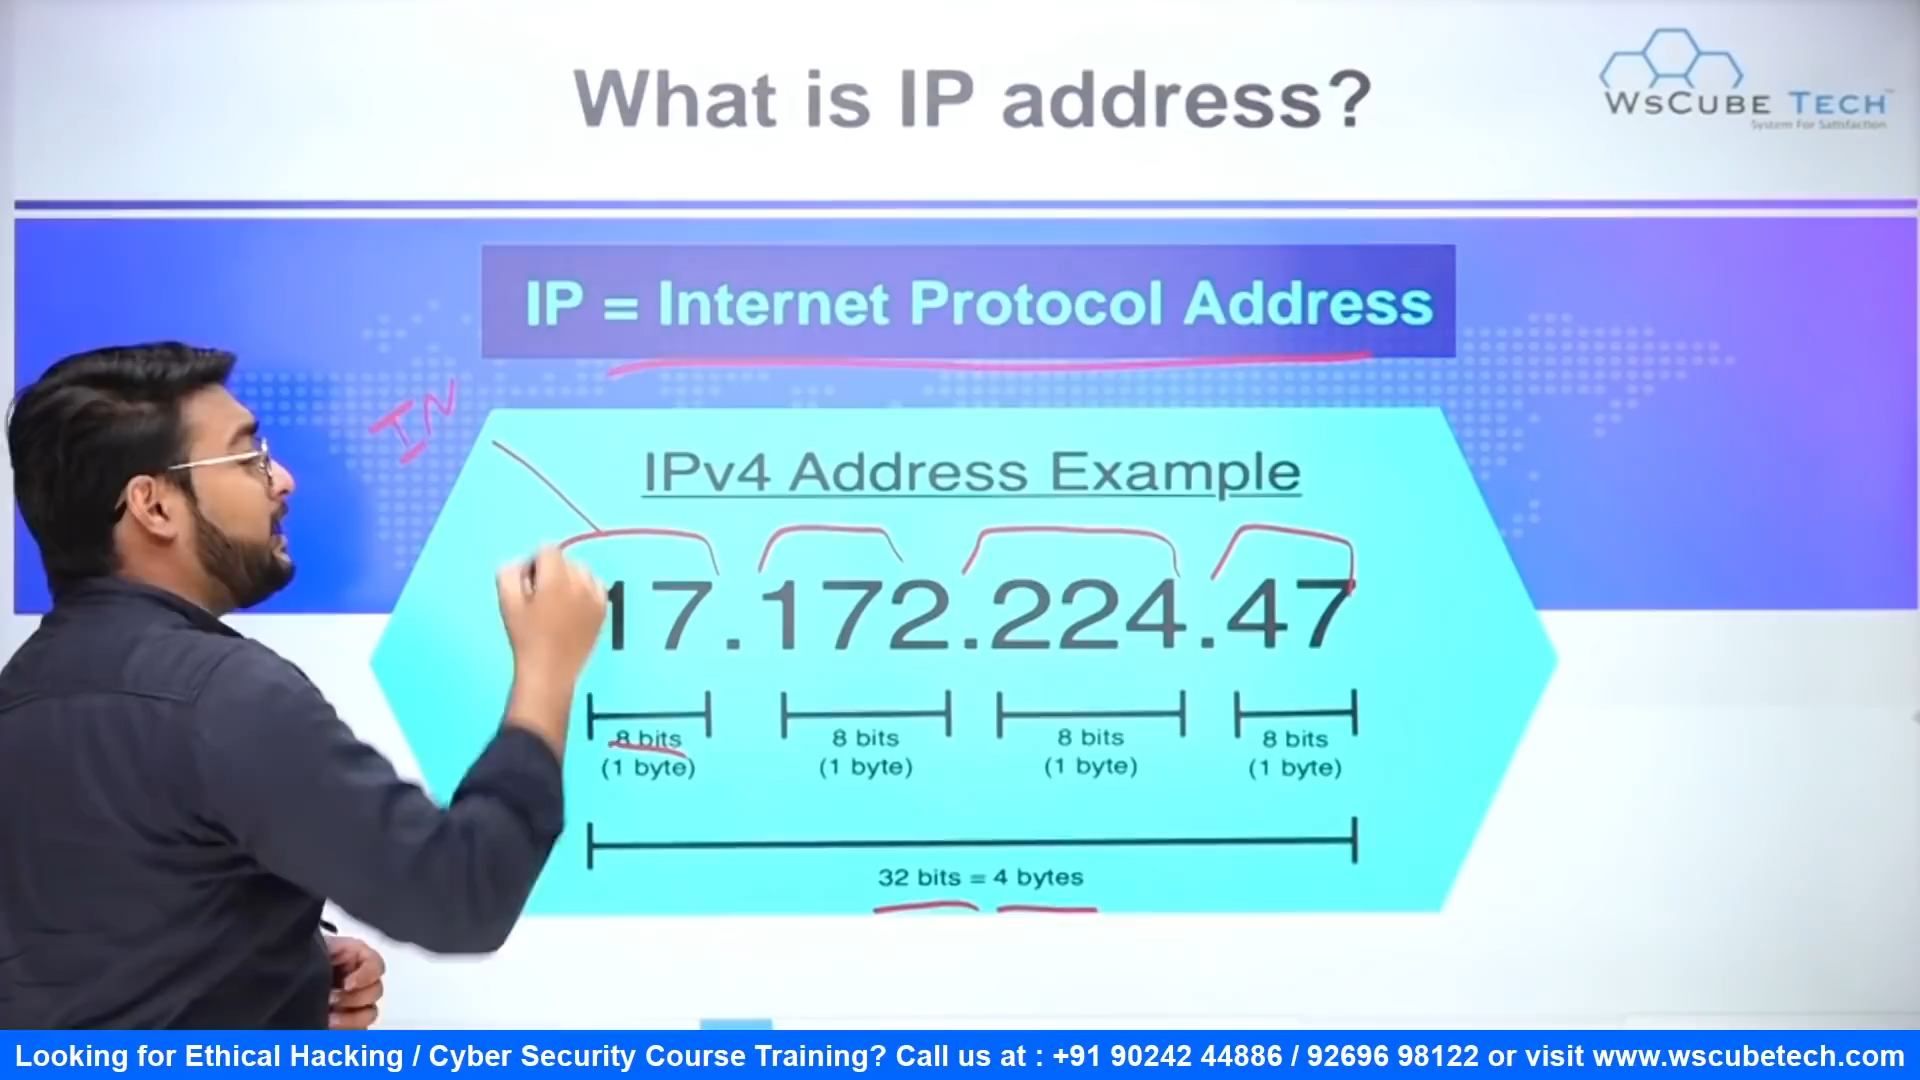 What is IP address?
WsCube Tech
System For Satisfaction
IP = Internet Protocol Address
IN
IPv4 Address Example
17.172.224.47
8 bits
(1 byte)
8 bits
(1 byte)
8 bits
(1 byte)
8 bits
(1 byte)
32 bits = 4 bytes
Looking for Ethical Hacking / Cyber Security Course Training? Call us at : +91 90242 44886 / 92696 98122 or visit www.wscubetech.com